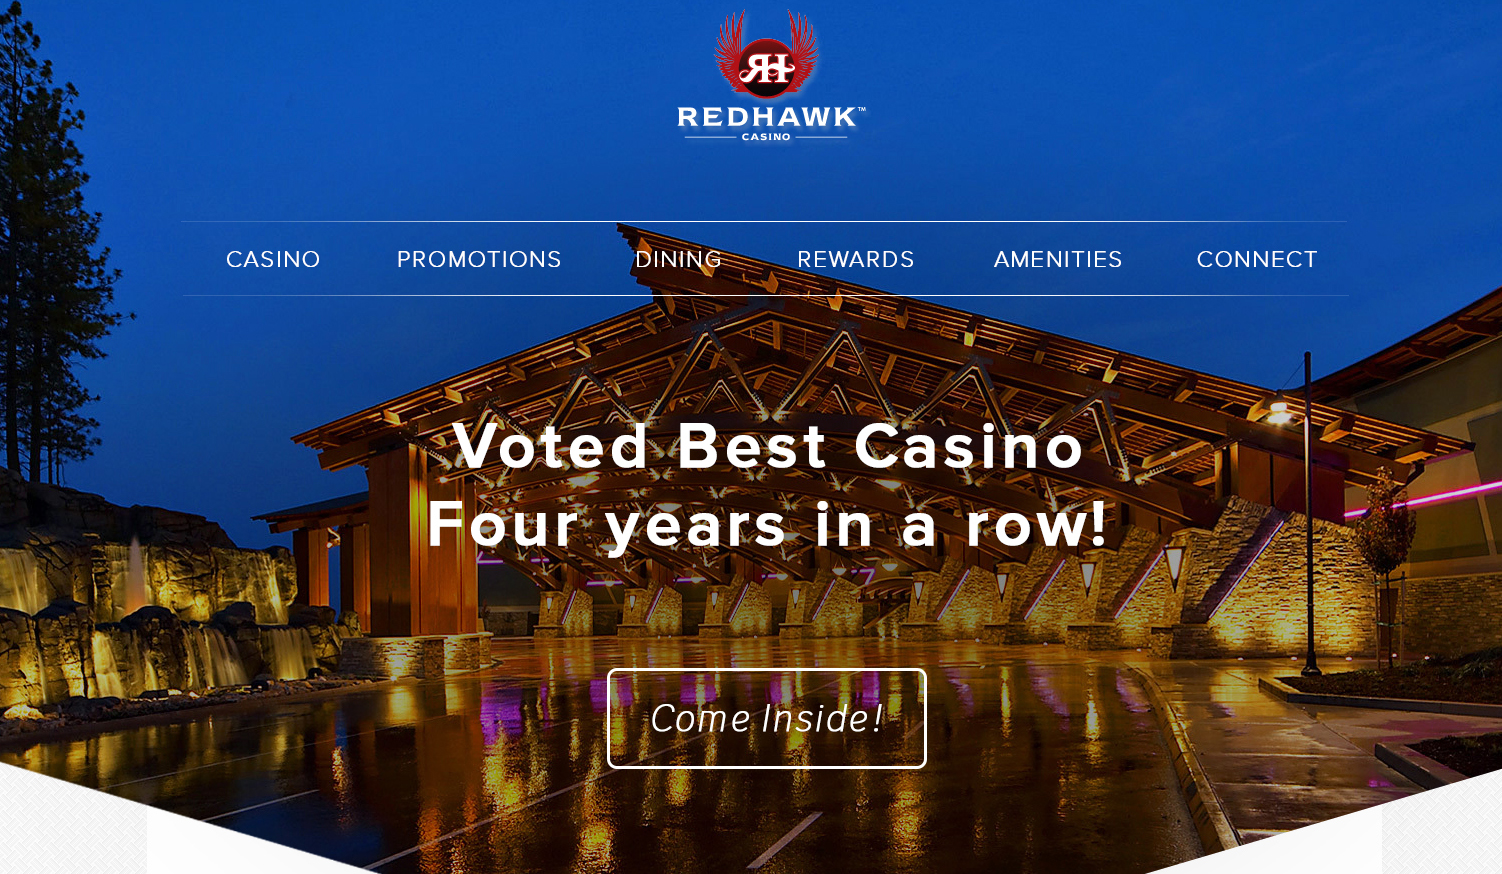 RH
REDHAWK™
CASINO
CASINO PROMOTIONS DINING REWARDS AMENITIES CONNECT
Voted Best Casino
Four years in a row!
Come Inside!